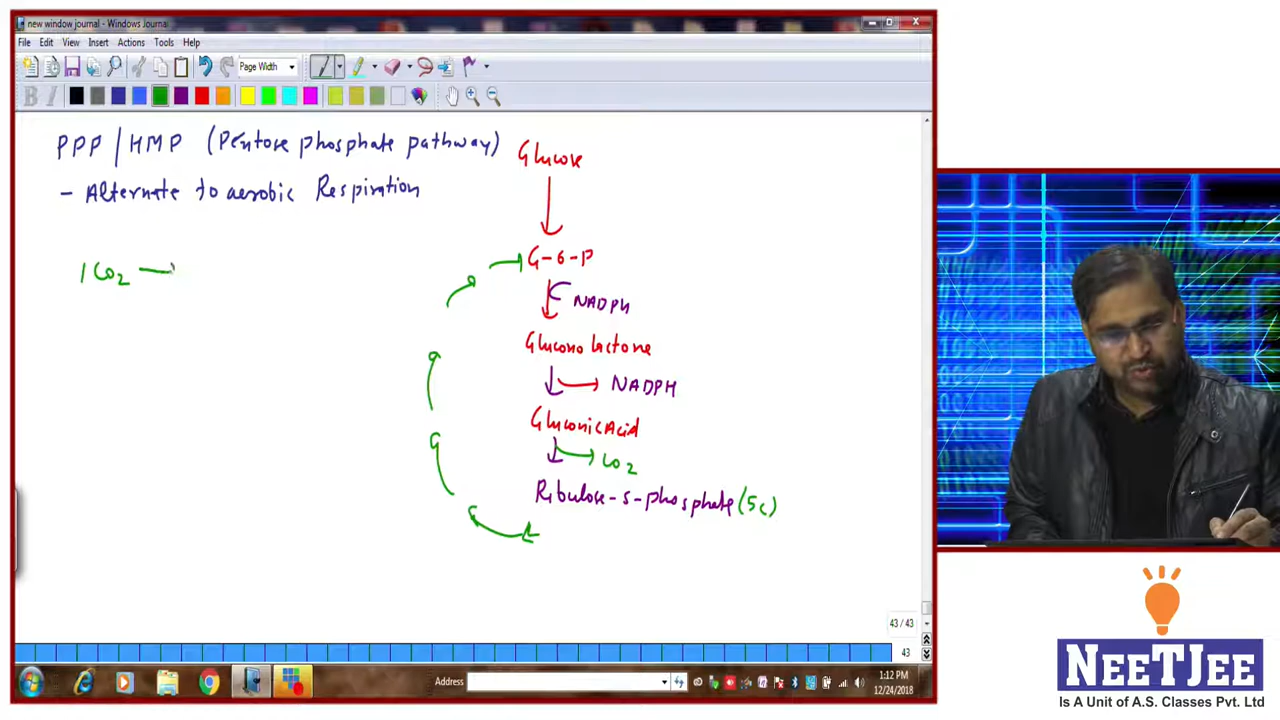 new window journal - Windows Journal
File Edit View Insert Actions Tools Help
Page Width
B I
PPP / HMP (Pentose phosphate pathway)
- Alternate to aerobic Respiration
1 CO2
Glucose
G-6-P
NADPH
Glucono lactone
NADPH
Gluconic Acid
CO2
Ribulose-5-phosphate (5c)
43 / 43
43
Address
1:12 PM
12/24/2018
NEETJEE
Is A Unit of A.S. Classes Pvt. Ltd